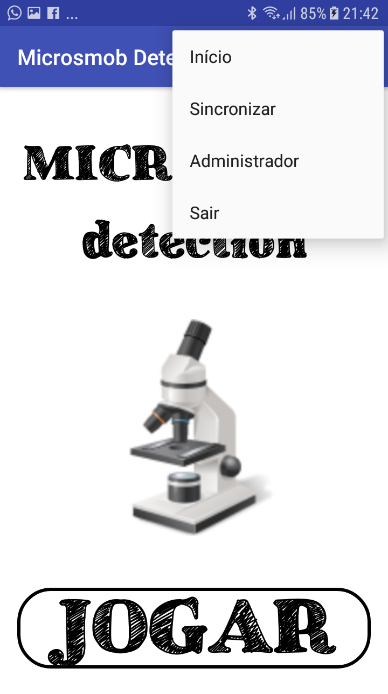 ... 85% 21:42
Microsmob Dete
Início
Sincronizar
Administrador
Sair
MICR
detection
JOGAR